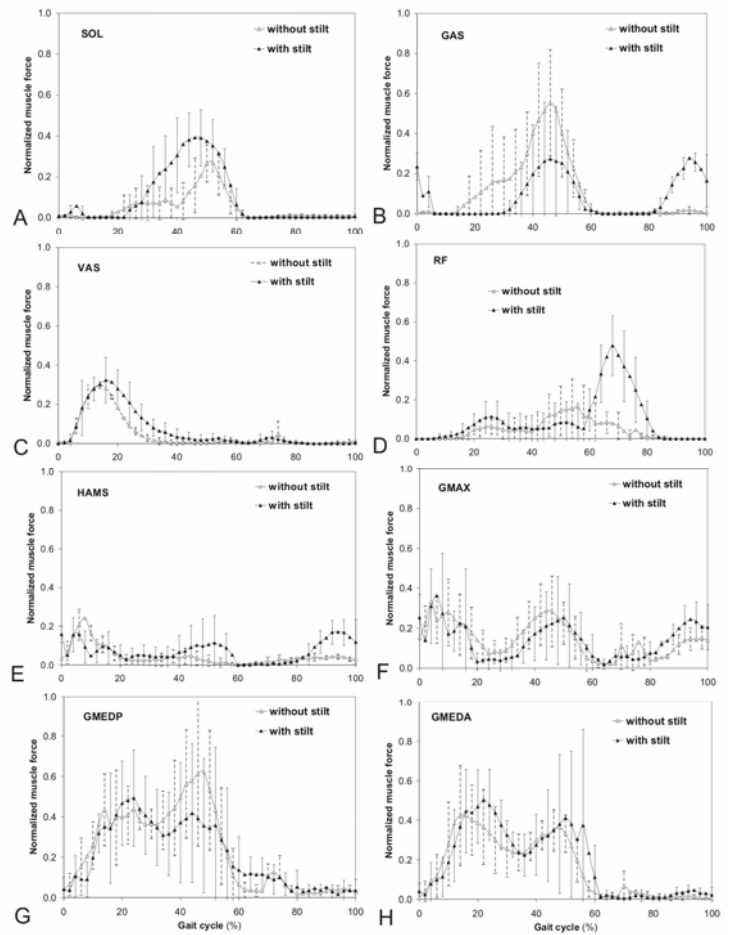 SOL
without stilt
with stilt
Normalized muscle force
1.0
0.8
0.6
0.4
0.2
0.0
0 20 40 60 80 100
A
GAS
without stilt
with stilt
Normalized muscle force
1.0
0.8
0.6
0.4
0.2
0.0
0 20 40 60 80 100
B
VAS
without stilt
with stilt
Normalized muscle force
1.0
0.8
0.6
0.4
0.2
0.0
0 20 40 60 80 100
C
RF
without stilt
with stilt
Normalized muscle force
1.0
0.8
0.6
0.4
0.2
0.0
0 20 40 60 80 100
D
HAMS
without stilt
with stilt
Normalized muscle force
1.0
0.8
0.6
0.4
0.2
0.0
0 20 40 60 80 100
E
GMAX
without stilt
with stilt
Normalized muscle force
1.0
0.8
0.6
0.4
0.2
0.0
0 20 40 60 80 100
F
GMEDP
without stilt
with stilt
Normalized muscle force
1.0
0.8
0.6
0.4
0.2
0.0
0 20 40 60 80 100
Gait cycle (%)
G
GMEDA
without stilt
with stilt
Normalized muscle force
1.0
0.8
0.6
0.4
0.2
0.0
0 20 40 60 80 100
Gait cycle (%)
H